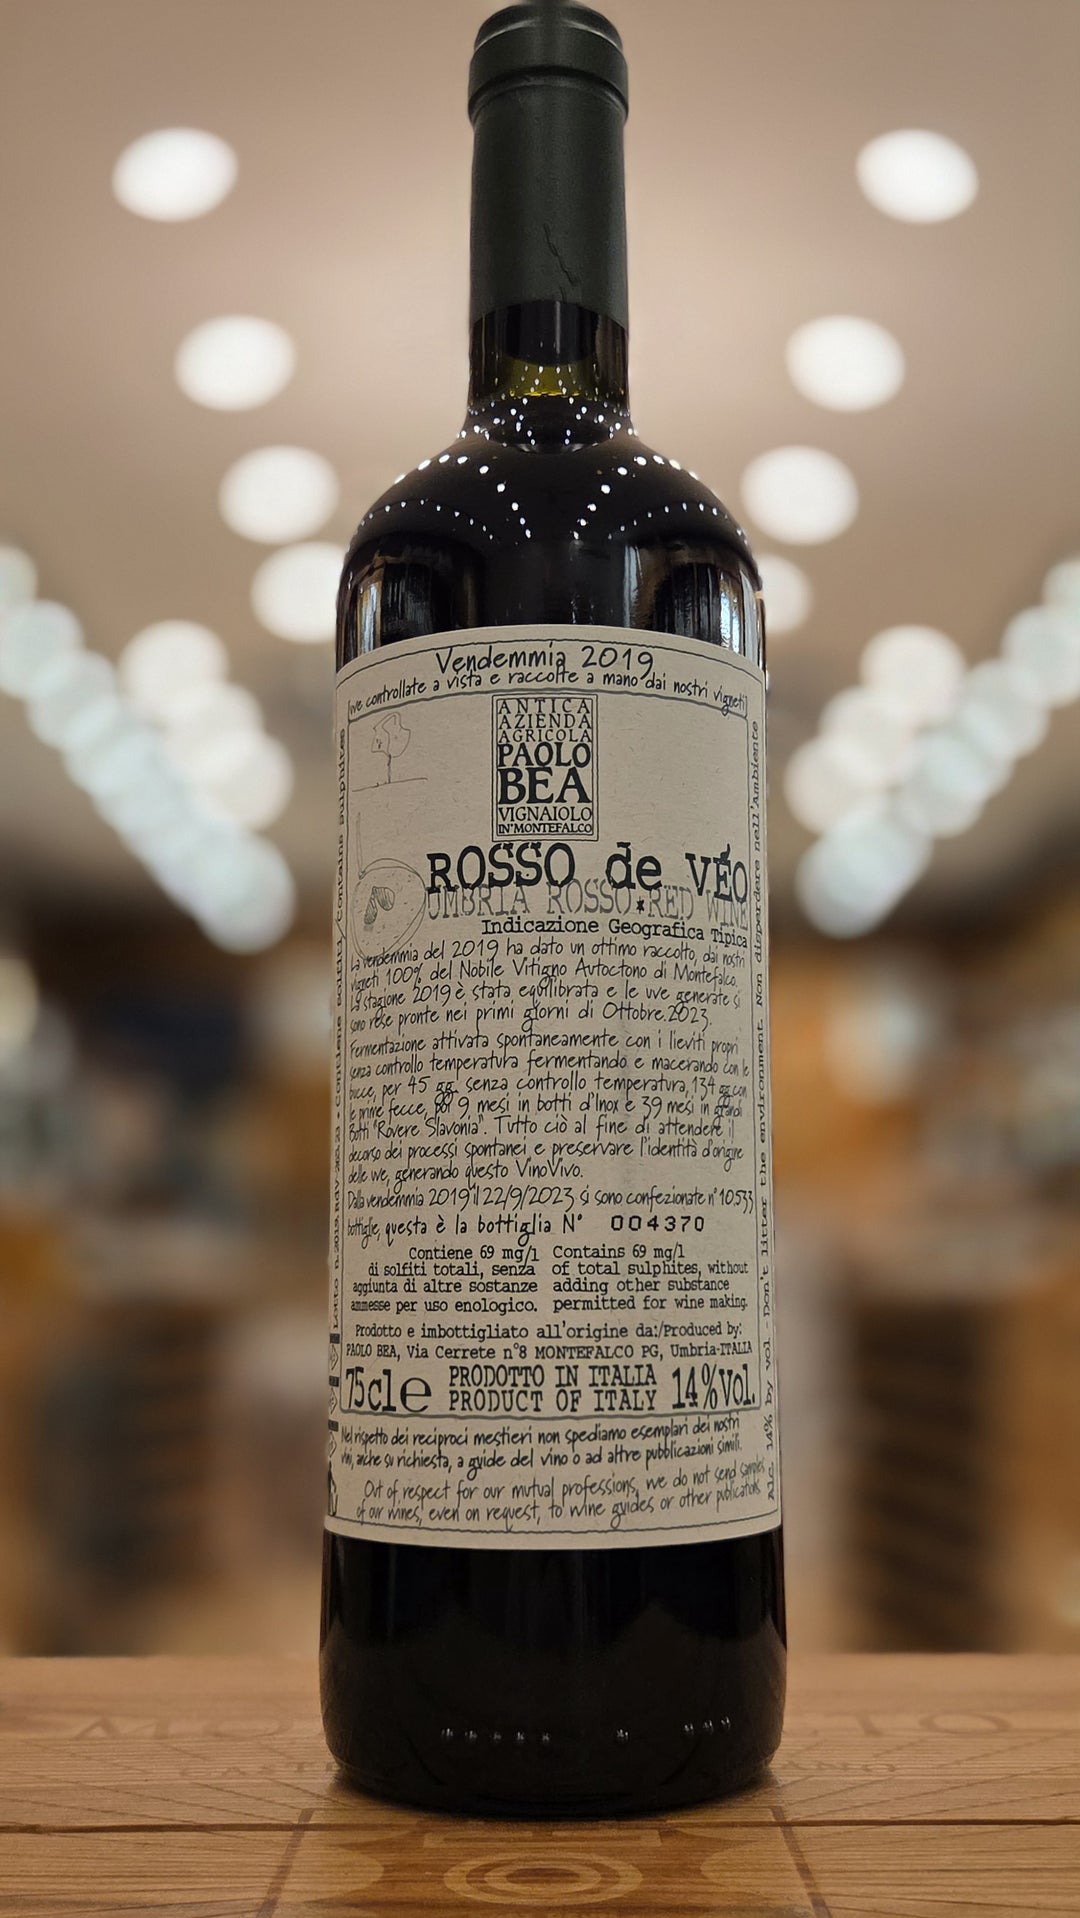 Vendemmia 2019
uve controllate a vista e raccolte a mano dai nostri vigneti
ANTICA
AZIENDA
AGRICOLA
PAOLO
BEA
VIGNAIOLO
IN MONTEFALCO
ROSSO de VÉO
UMBRIA ROSSO*RED WINE
Indicazione Geografica Tipica
La vendemmia del 2019 ha dato un ottimo raccolto, dai nostri
vigneti 100% del Nobile Vitigno Autoctono di Montefalco.
La stagione 2019 è stata equilibrata e le uve generate si
sono rese pronte nei primi giorni di Ottobre.2023.
Fermentazione attivata spontaneamente con i lieviti propri
senza controllo temperatura fermentando e macerando con le
bucce, per 45 gg. senza controllo temperatura, 134 gg con
le prime fecce, poi 9 mesi in botti d'Inox e 39 mesi in grandi
Botti "Rovere Slavonia". Tutto ciò al fine di attendere il
decorso dei processi spontanei e preservare l'identità d'origine
delle uve, generando questo VinoVivo.
Dalla vendemmia 2019 il 22/9/2023 si sono confezionate n° 10.533
bottiglie, questa è la bottiglia N° 004370
Contiene 69 mg/l
di solfiti totali, senza
aggiunta di altre sostanze
ammesse per uso enologico.
Contains 69 mg/l
of total sulphites, without
adding other substance
permitted for wine making.
Prodotto e imbottigliato all'origine da:/Produced by:
PAOLO BEA, Via Cerrete n°8 MONTEFALCO PG, Umbria-ITALIA
75cl e PRODOTTO IN ITALIA 14%Vol.
PRODUCT OF ITALY
Nel rispetto dei reciproci mestieri non spediamo esemplari dei nostri
vini, anche su richiesta, a guide del vino o ad altre pubblicazioni simili.
Out of respect for our mutual professions, we do not send samples
of our wines, even on request, to wine guides or other publications.
Contiene Solfiti/Contains Sulphites
Alc. 14% by vol - Don't litter the environment. Non disperdere nell'Ambiente